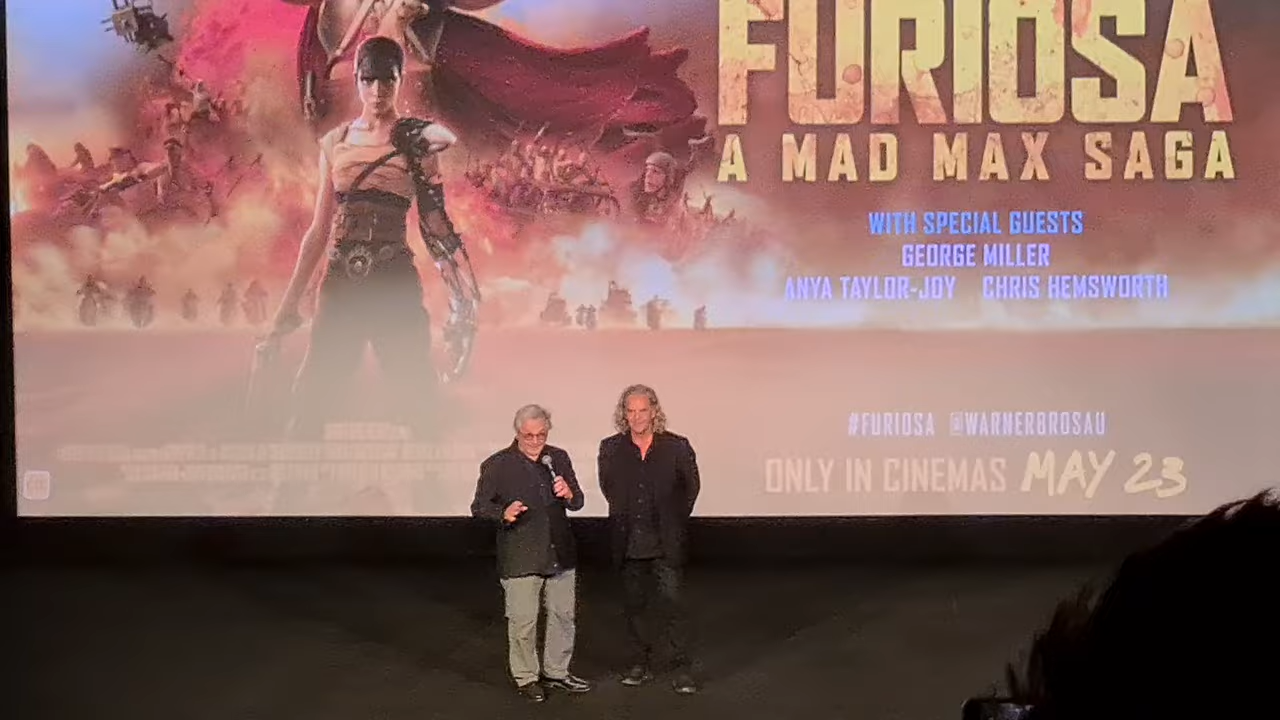 FURIOSA
A MAD MAX SAGA
WITH SPECIAL GUESTS
GEORGE MILLER
ANYA TAYLOR-JOY CHRIS HEMSWORTH
#FURIOSA @WARNERBROSAU
ONLY IN CINEMAS MAY 23